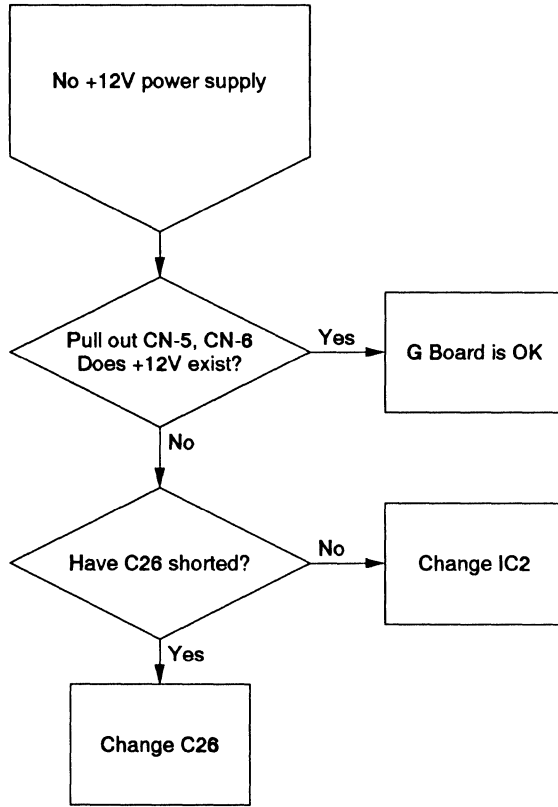 No +12V power supply
Pull out CN-5, CN-6
Does +12V exist?
Yes
G Board is OK
No
Have C26 shorted?
No
Change IC2
Yes
Change C26